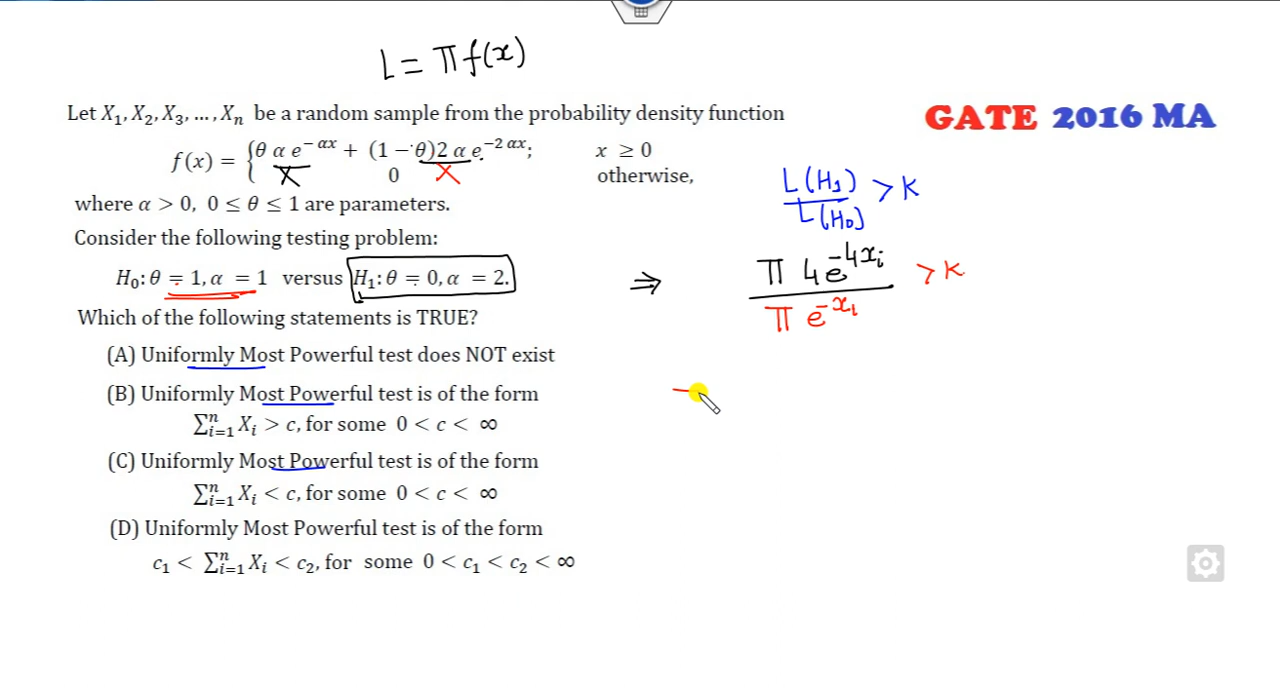 L = π f(x)
Let X₁, X₂, X₃, … , Xₙ be a random sample from the probability density function
GATE 2016 MA
f(x) = {θ α e^{− αx} + (1 − θ)2 α e^{−2 αx}; x ≥ 0
0 otherwise,
where α > 0, 0 ≤ θ ≤ 1 are parameters.
Consider the following testing problem:
H₀: θ = 1, α = 1 versus H₁: θ = 0, α = 2.
Which of the following statements is TRUE?
(A) Uniformly Most Powerful test does NOT exist
(B) Uniformly Most Powerful test is of the form
∑ⁿᵢ₌₁ Xᵢ > c, for some 0 < c < ∞
(C) Uniformly Most Powerful test is of the form
∑ⁿᵢ₌₁ Xᵢ < c, for some 0 < c < ∞
(D) Uniformly Most Powerful test is of the form
c₁ < ∑ⁿᵢ₌₁ Xᵢ < c₂, for some 0 < c₁ < c₂ < ∞
L(H₁)
L(H₀)
> K
⇒
π 4e^{−4xᵢ}
π e^{−xᵢ}
> K